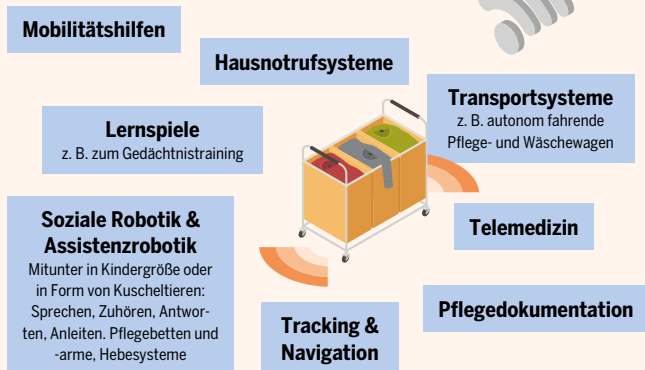 Mobilitätshilfen
Hausnotrufsysteme
Transportsysteme
z. B. autonom fahrende
Pflege- und Wäschewagen
Lernspiele
z. B. zum Gedächtnistraining
Soziale Robotik &
Assistenzrobotik
Mitunter in Kindergröße oder
in Form von Kuscheltieren:
Sprechen, Zuhören, Antwor-
ten, Anleiten. Pflegebetten und
-arme, Hebesysteme
Telemedizin
Pflegedokumentation
Tracking &
Navigation